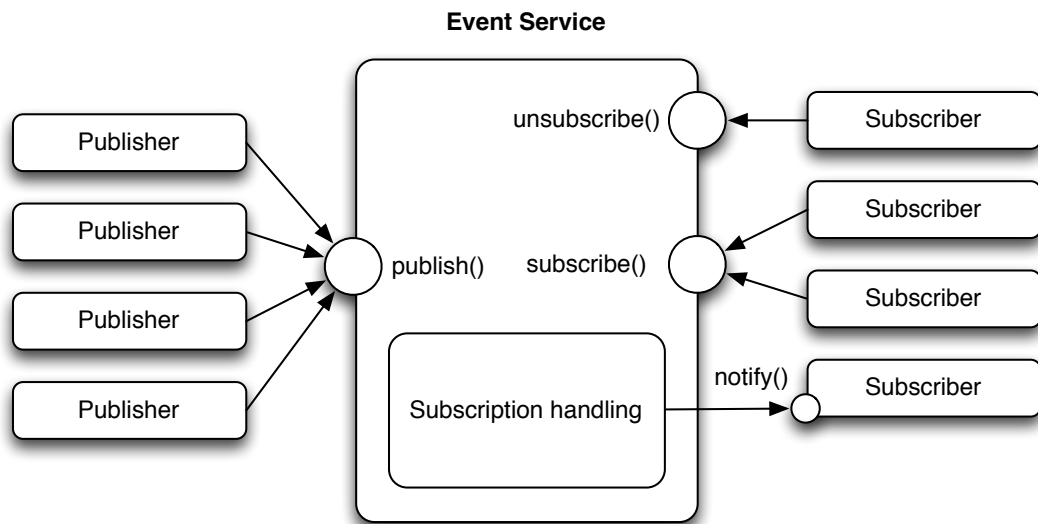 Event Service
Publisher
Publisher
Publisher
Publisher
publish()
unsubscribe()
subscribe()
Subscription handling
notify()
Subscriber
Subscriber
Subscriber
Subscriber